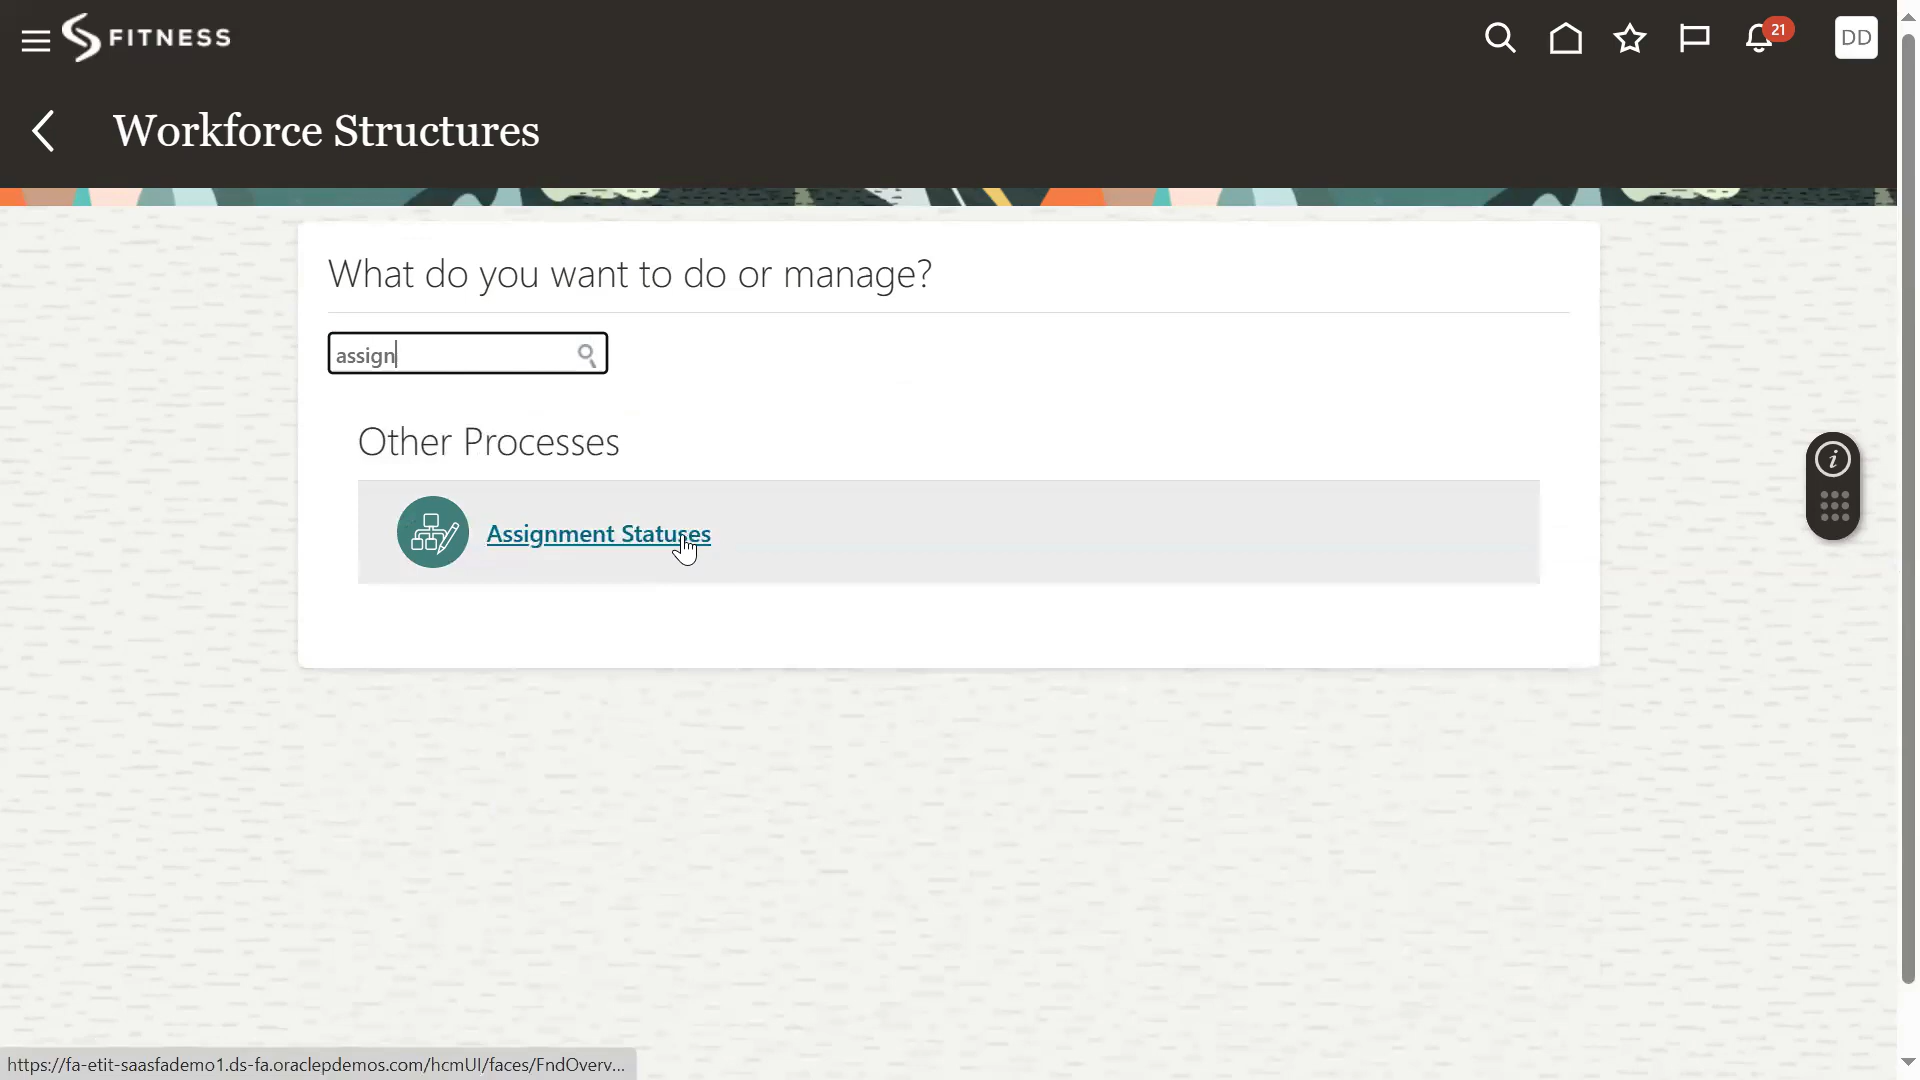 FITNESS
21
DD
Workforce Structures
What do you want to do or manage?
assign
Other Processes
Assignment Statuses
https://fa-etit-saasfademo1.ds-fa.oraclepdemos.com/hcmUI/faces/FndOverv...